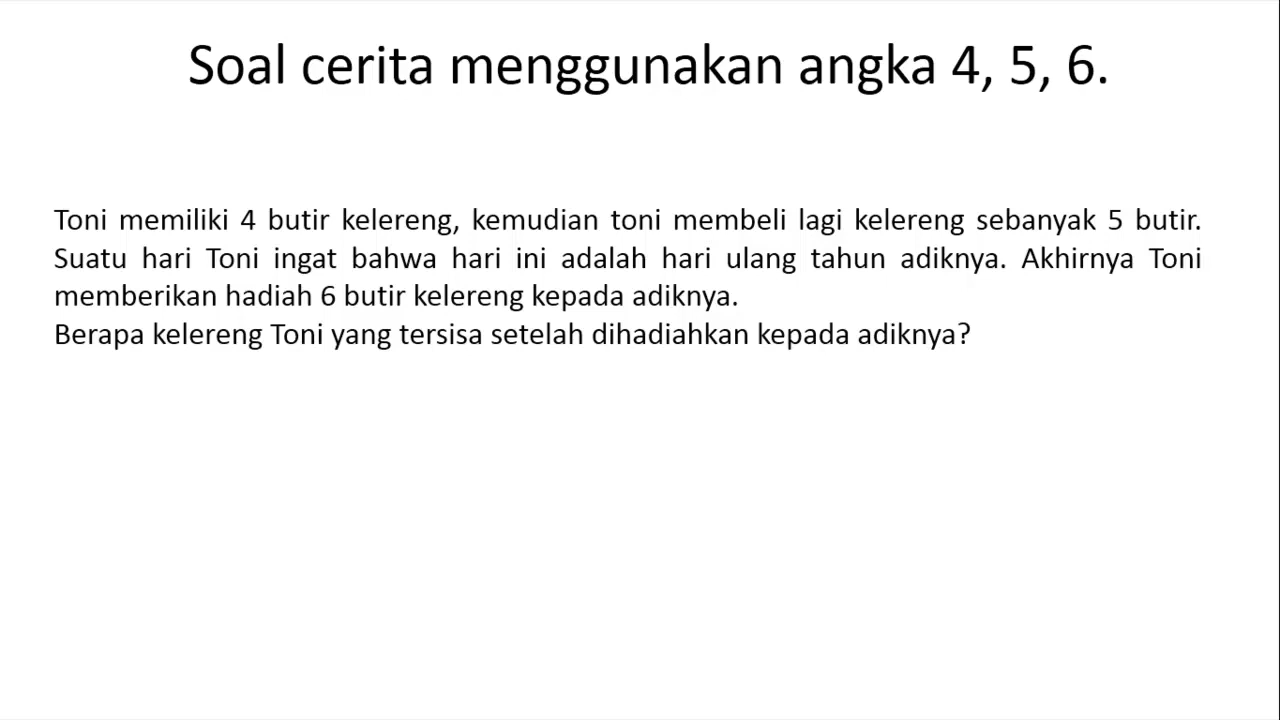 Soal cerita menggunakan angka 4, 5, 6.
Toni memiliki 4 butir kelereng, kemudian toni membeli lagi kelereng sebanyak 5 butir.
Suatu hari Toni ingat bahwa hari ini adalah hari ulang tahun adiknya. Akhirnya Toni
memberikan hadiah 6 butir kelereng kepada adiknya.
Berapa kelereng Toni yang tersisa setelah dihadiahkan kepada adiknya?